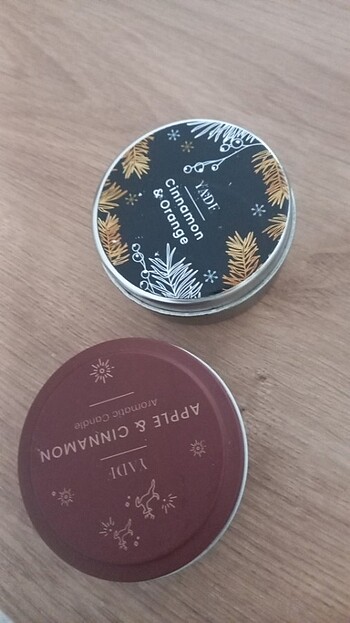 YADE
Cinnamon
& Orange
YADE
APPLE & CINNAMON
Aromatic Candle